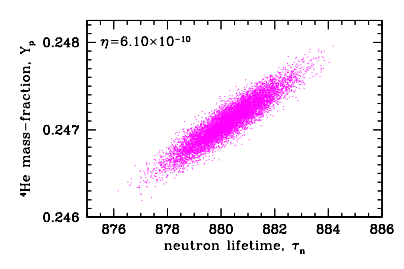 η=6.10×10⁻¹⁰
⁴He mass-fraction, Yₚ
0.248
0.247
0.246
876 878 880 882 884 886
neutron lifetime, τₙ